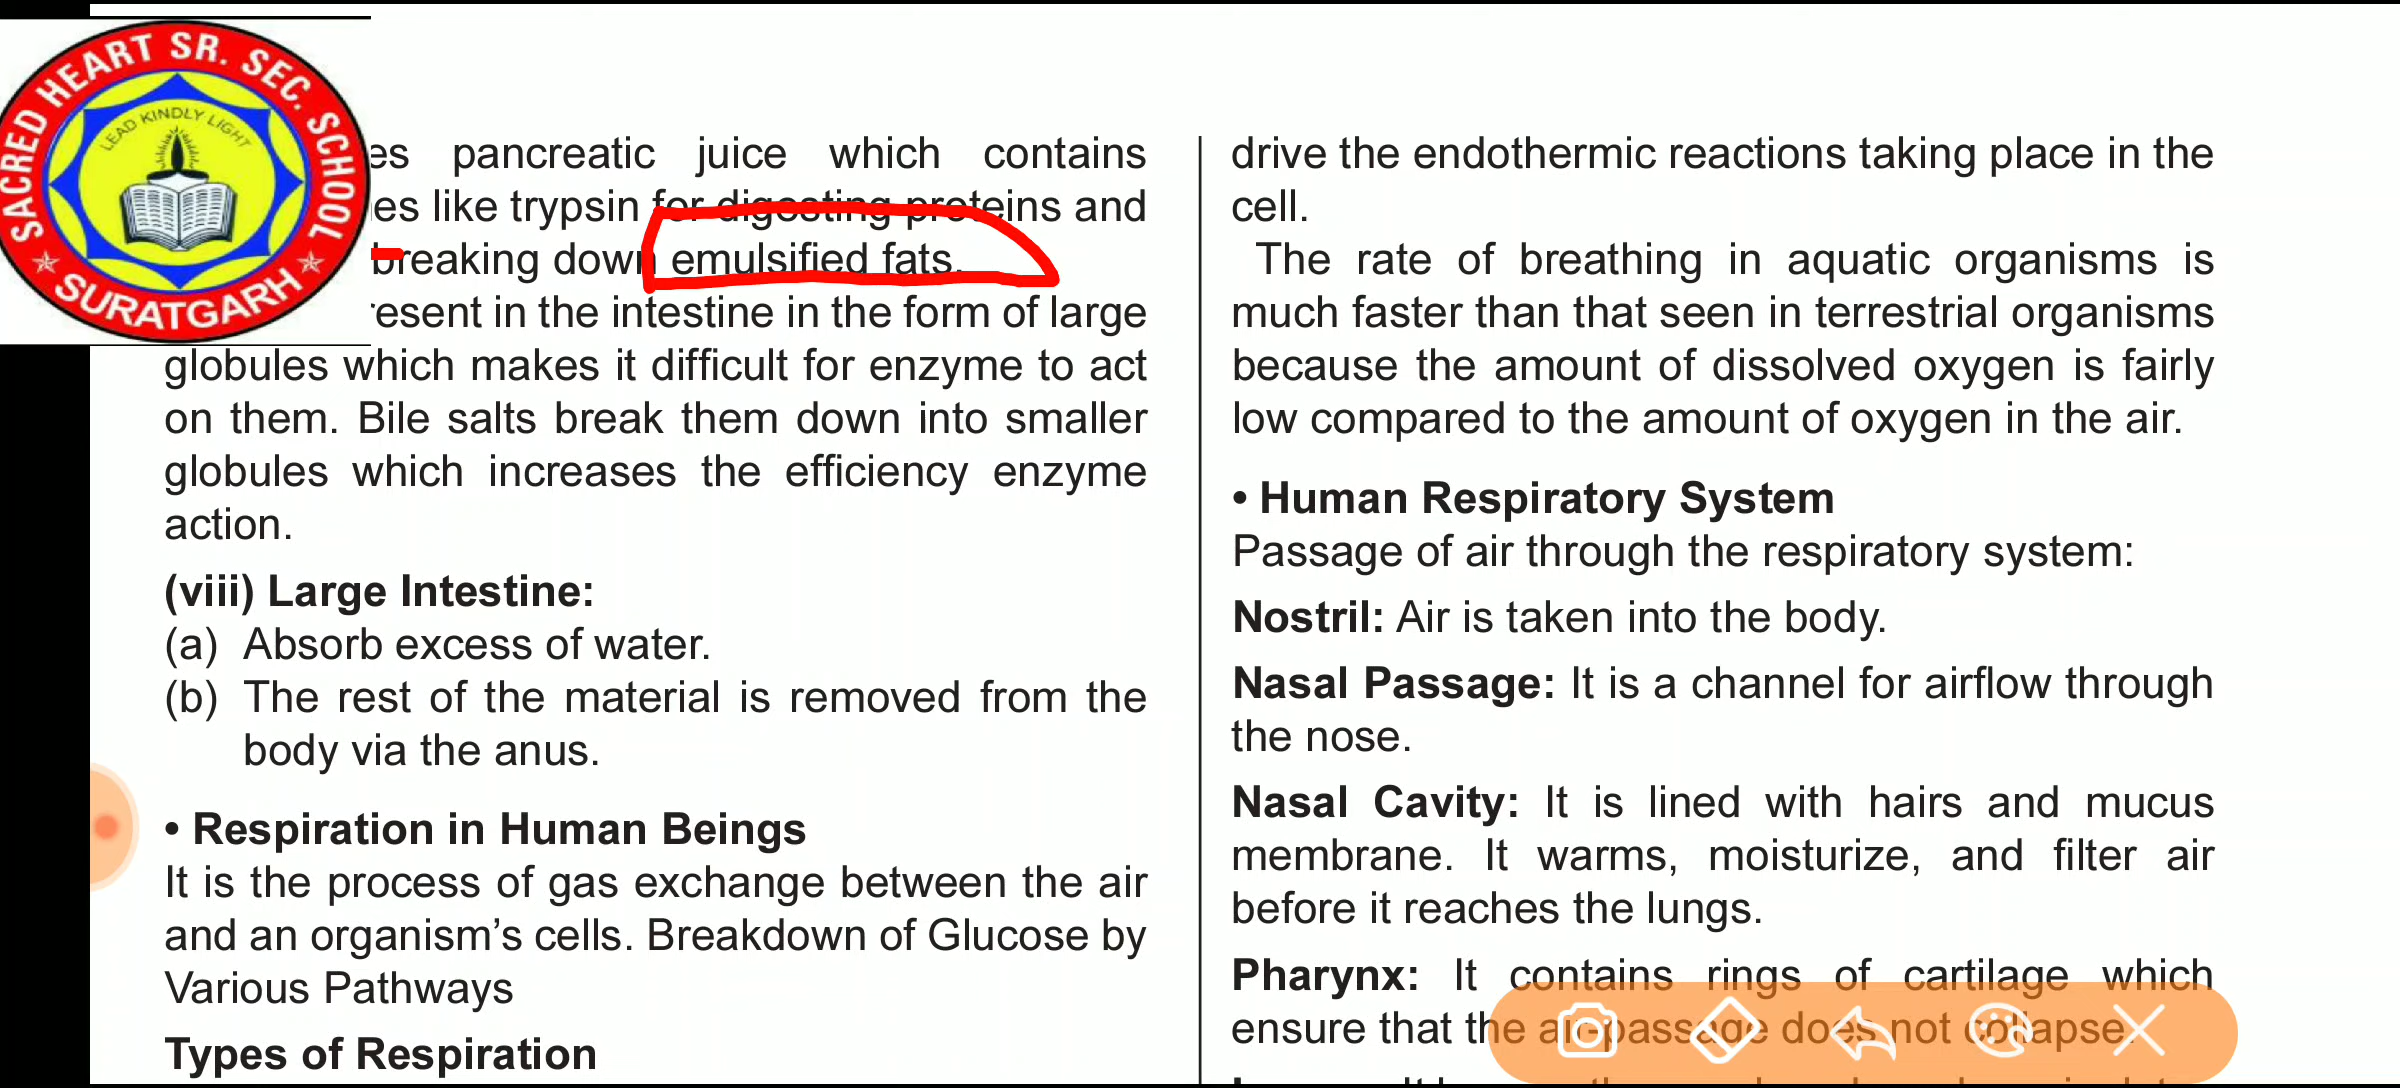 SACRED HEART SR. SEC. SCHOOL
SURATGARH
LEAD KINDLY LIGHT
es pancreatic juice which contains
es like trypsin for digesting proteins and
breaking down emulsified fats.
resent in the intestine in the form of large
globules which makes it difficult for enzyme to act
on them. Bile salts break them down into smaller
globules which increases the efficiency enzyme
action.
(viii) Large Intestine:
(a) Absorb excess of water.
(b) The rest of the material is removed from the
body via the anus.
• Respiration in Human Beings
It is the process of gas exchange between the air
and an organism’s cells. Breakdown of Glucose by
Various Pathways
Types of Respiration
drive the endothermic reactions taking place in the
cell.
The rate of breathing in aquatic organisms is
much faster than that seen in terrestrial organisms
because the amount of dissolved oxygen is fairly
low compared to the amount of oxygen in the air.
• Human Respiratory System
Passage of air through the respiratory system:
Nostril: Air is taken into the body.
Nasal Passage: It is a channel for airflow through
the nose.
Nasal Cavity: It is lined with hairs and mucus
membrane. It warms, moisturize, and filter air
before it reaches the lungs.
Pharynx: It contains rings of cartilage which
ensure that the air-passage does not collapse.